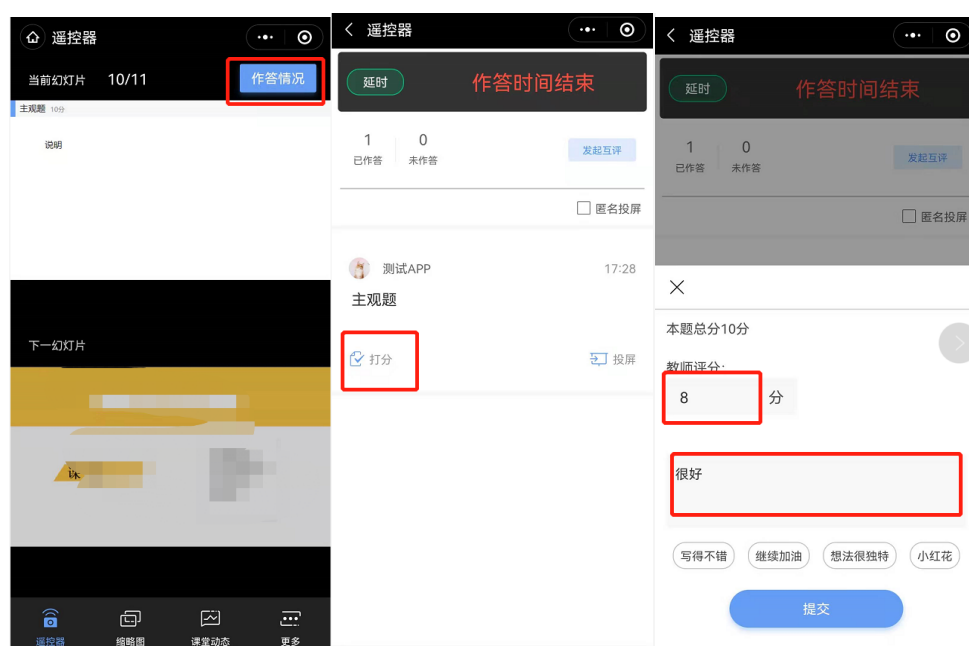 遥控器
当前幻灯片 10/11 作答情况
主观题 10分
说明
下一幻灯片
课
遥控器 缩略图 课堂动态 更多
遥控器
延时 作答时间结束
1 0
已作答 未作答 发起互评
匿名投屏
测试APP 17:28
主观题
打分 投屏
遥控器
延时 作答时间结束
1 0
已作答 未作答 发起互评
匿名投屏
本题总分10分
教师评分:
8 分
很好
写得不错 继续加油 想法很独特 小红花
提交